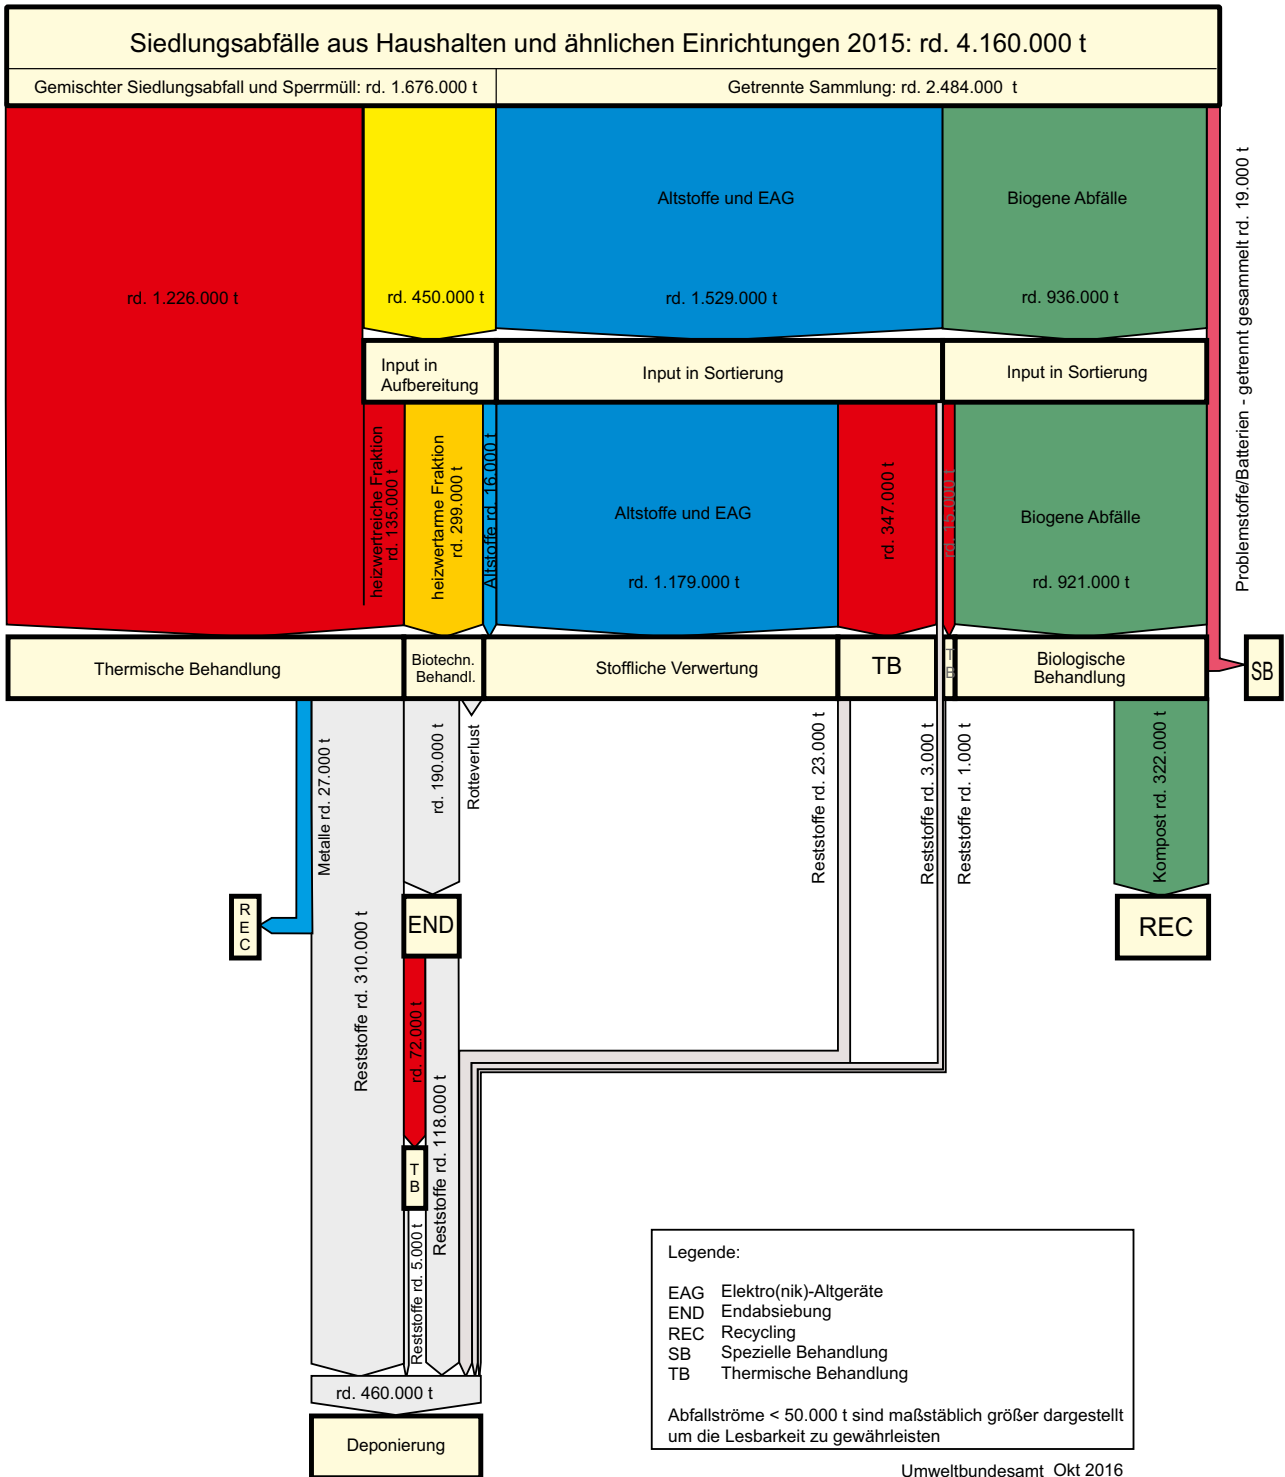 Siedlungsabfälle aus Haushalten und ähnlichen Einrichtungen 2015: rd. 4.160.000 t
Gemischter Siedlungsabfall und Sperrmüll: rd. 1.676.000 t
Getrennte Sammlung: rd. 2.484.000 t
rd. 1.226.000 t
rd. 450.000 t
Altstoffe und EAG
rd. 1.529.000 t
Biogene Abfälle
rd. 936.000 t
Problemstoffe/Batterien - getrennt gesammelt rd. 19.000 t
Input in
Aufbereitung
Input in Sortierung
Input in Sortierung
heizwertreiche Fraktion
rd. 135.000 t
heizwertarme Fraktion
rd. 299.000 t
Altstoffe rd. 16.000 t
Altstoffe und EAG
rd. 1.179.000 t
rd. 347.000 t
rd. 15.000 t
Biogene Abfälle
rd. 921.000 t
Thermische Behandlung
Biotechn.
Behandl.
Stoffliche Verwertung
TB
T
B
Biologische
Behandlung
SB
Metalle rd. 27.000 t
rd. 190.000 t
Rotteverlust
Reststoffe rd. 23.000 t
Reststoffe rd. 3.000 t
Reststoffe rd. 1.000 t
Kompost rd. 322.000 t
R
E
C
END
REC
Reststoffe rd. 310.000 t
rd. 72.000 t
Reststoffe rd. 118.000 t
T
B
Reststoffe rd. 5.000 t
rd. 460.000 t
Deponierung
Legende:
EAG Elektro(nik)-Altgeräte
END Endabsiebung
REC Recycling
SB Spezielle Behandlung
TB Thermische Behandlung
Abfallströme < 50.000 t sind maßstäblich größer dargestellt
um die Lesbarkeit zu gewährleisten
Umweltbundesamt Okt 2016